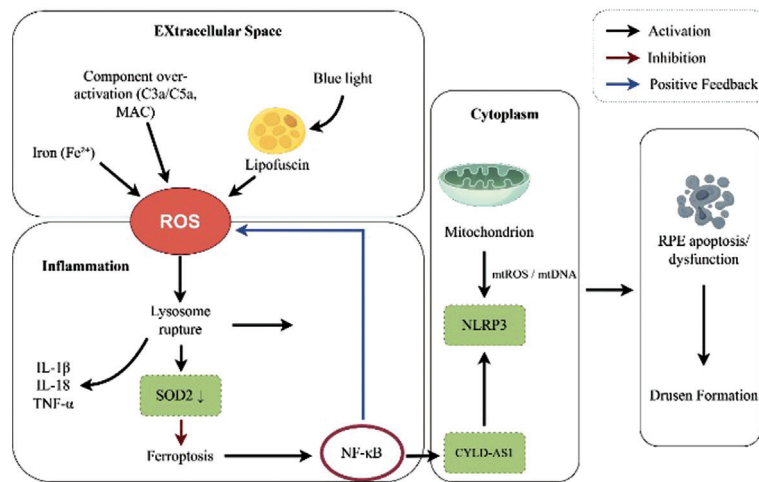 EXtracellular Space
Component over-
activation (C3a/C5a,
MAC)
Blue light
Iron (Fe²⁺)
Lipofuscin
ROS
Inflammation
Lysosome
rupture
IL-1β
IL-18
TNF-α
SOD2 ↓
Ferroptosis
NF-κB
Cytoplasm
Mitochondrion
mtROS / mtDNA
NLRP3
CYLD-AS1
Activation
Inhibition
Positive Feedback
RPE apoptosis/
dysfunction
Drusen Formation